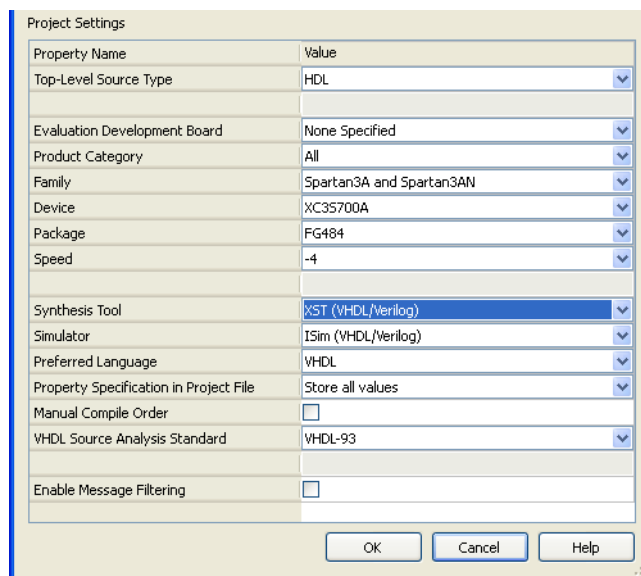 Project Settings
Property Name Value
Top-Level Source Type HDL
Evaluation Development Board None Specified
Product Category All
Family Spartan3A and Spartan3AN
Device XC3S700A
Package FG484
Speed -4
Synthesis Tool XST (VHDL/Verilog)
Simulator ISim (VHDL/Verilog)
Preferred Language VHDL
Property Specification in Project File Store all values
Manual Compile Order
VHDL Source Analysis Standard VHDL-93
Enable Message Filtering
OK Cancel Help